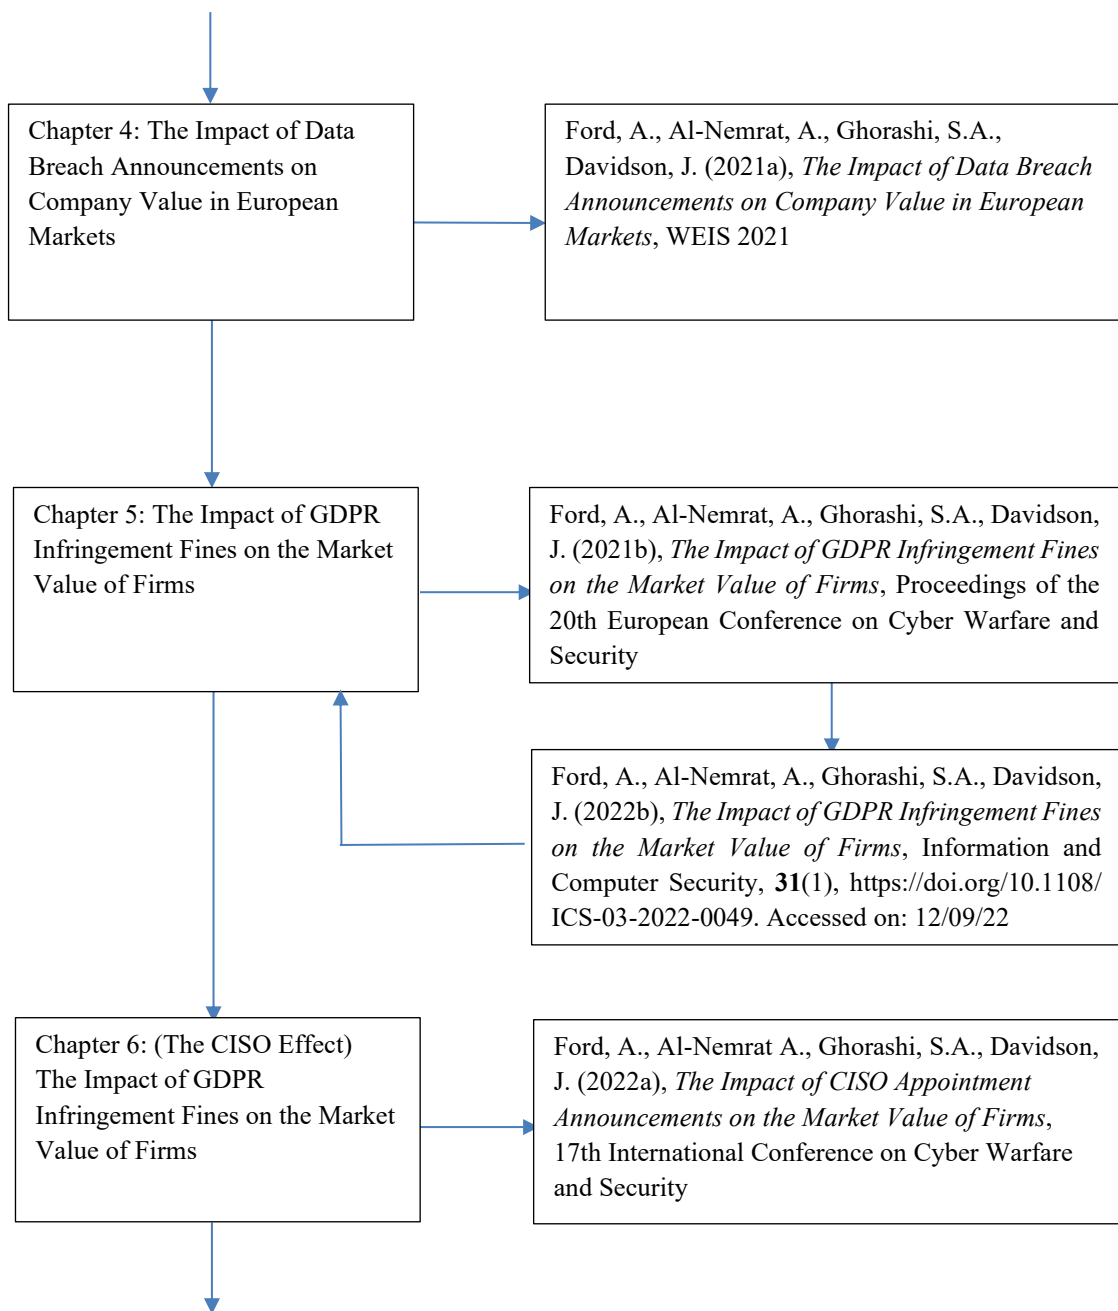 Chapter 4: The Impact of Data
Breach Announcements on
Company Value in European
Markets
Ford, A., Al-Nemrat, A., Ghorashi, S.A.,
Davidson, J. (2021a), The Impact of Data Breach
Announcements on Company Value in European
Markets, WEIS 2021
Chapter 5: The Impact of GDPR
Infringement Fines on the Market
Value of Firms
Ford, A., Al-Nemrat, A., Ghorashi, S.A., Davidson,
J. (2021b), The Impact of GDPR Infringement Fines
on the Market Value of Firms, Proceedings of the
20th European Conference on Cyber Warfare and
Security
Ford, A., Al-Nemrat, A., Ghorashi, S.A., Davidson,
J. (2022b), The Impact of GDPR Infringement Fines
on the Market Value of Firms, Information and
Computer Security, 31(1), https://doi.org/10.1108/
ICS-03-2022-0049. Accessed on: 12/09/22
Chapter 6: (The CISO Effect)
The Impact of GDPR
Infringement Fines on the Market
Value of Firms
Ford, A., Al-Nemrat A., Ghorashi, S.A., Davidson,
J. (2022a), The Impact of CISO Appointment
Announcements on the Market Value of Firms,
17th International Conference on Cyber Warfare
and Security